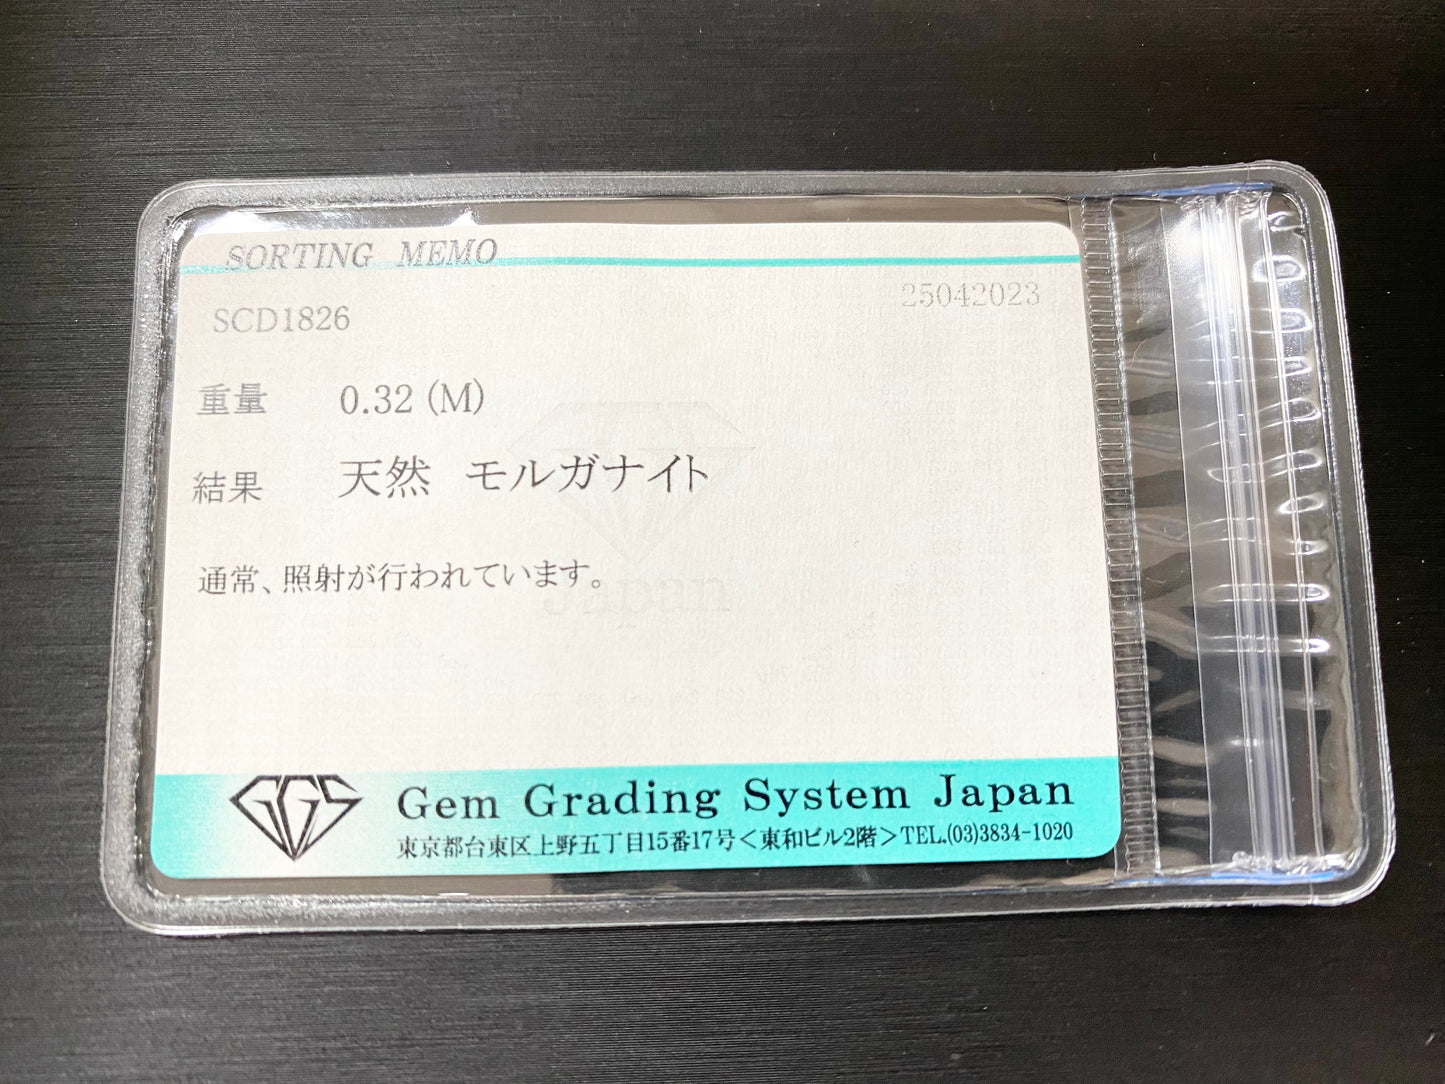 SORTING MEMO
25042023
SCD1826
重量 0.32 (M)
結果 天然 モルガナイト
通常、照射が行われています。
Japan
GGS
Gem Grading System Japan
東京都台東区上野五丁目15番17号＜東和ビル2階＞TEL.(03)3834-1020